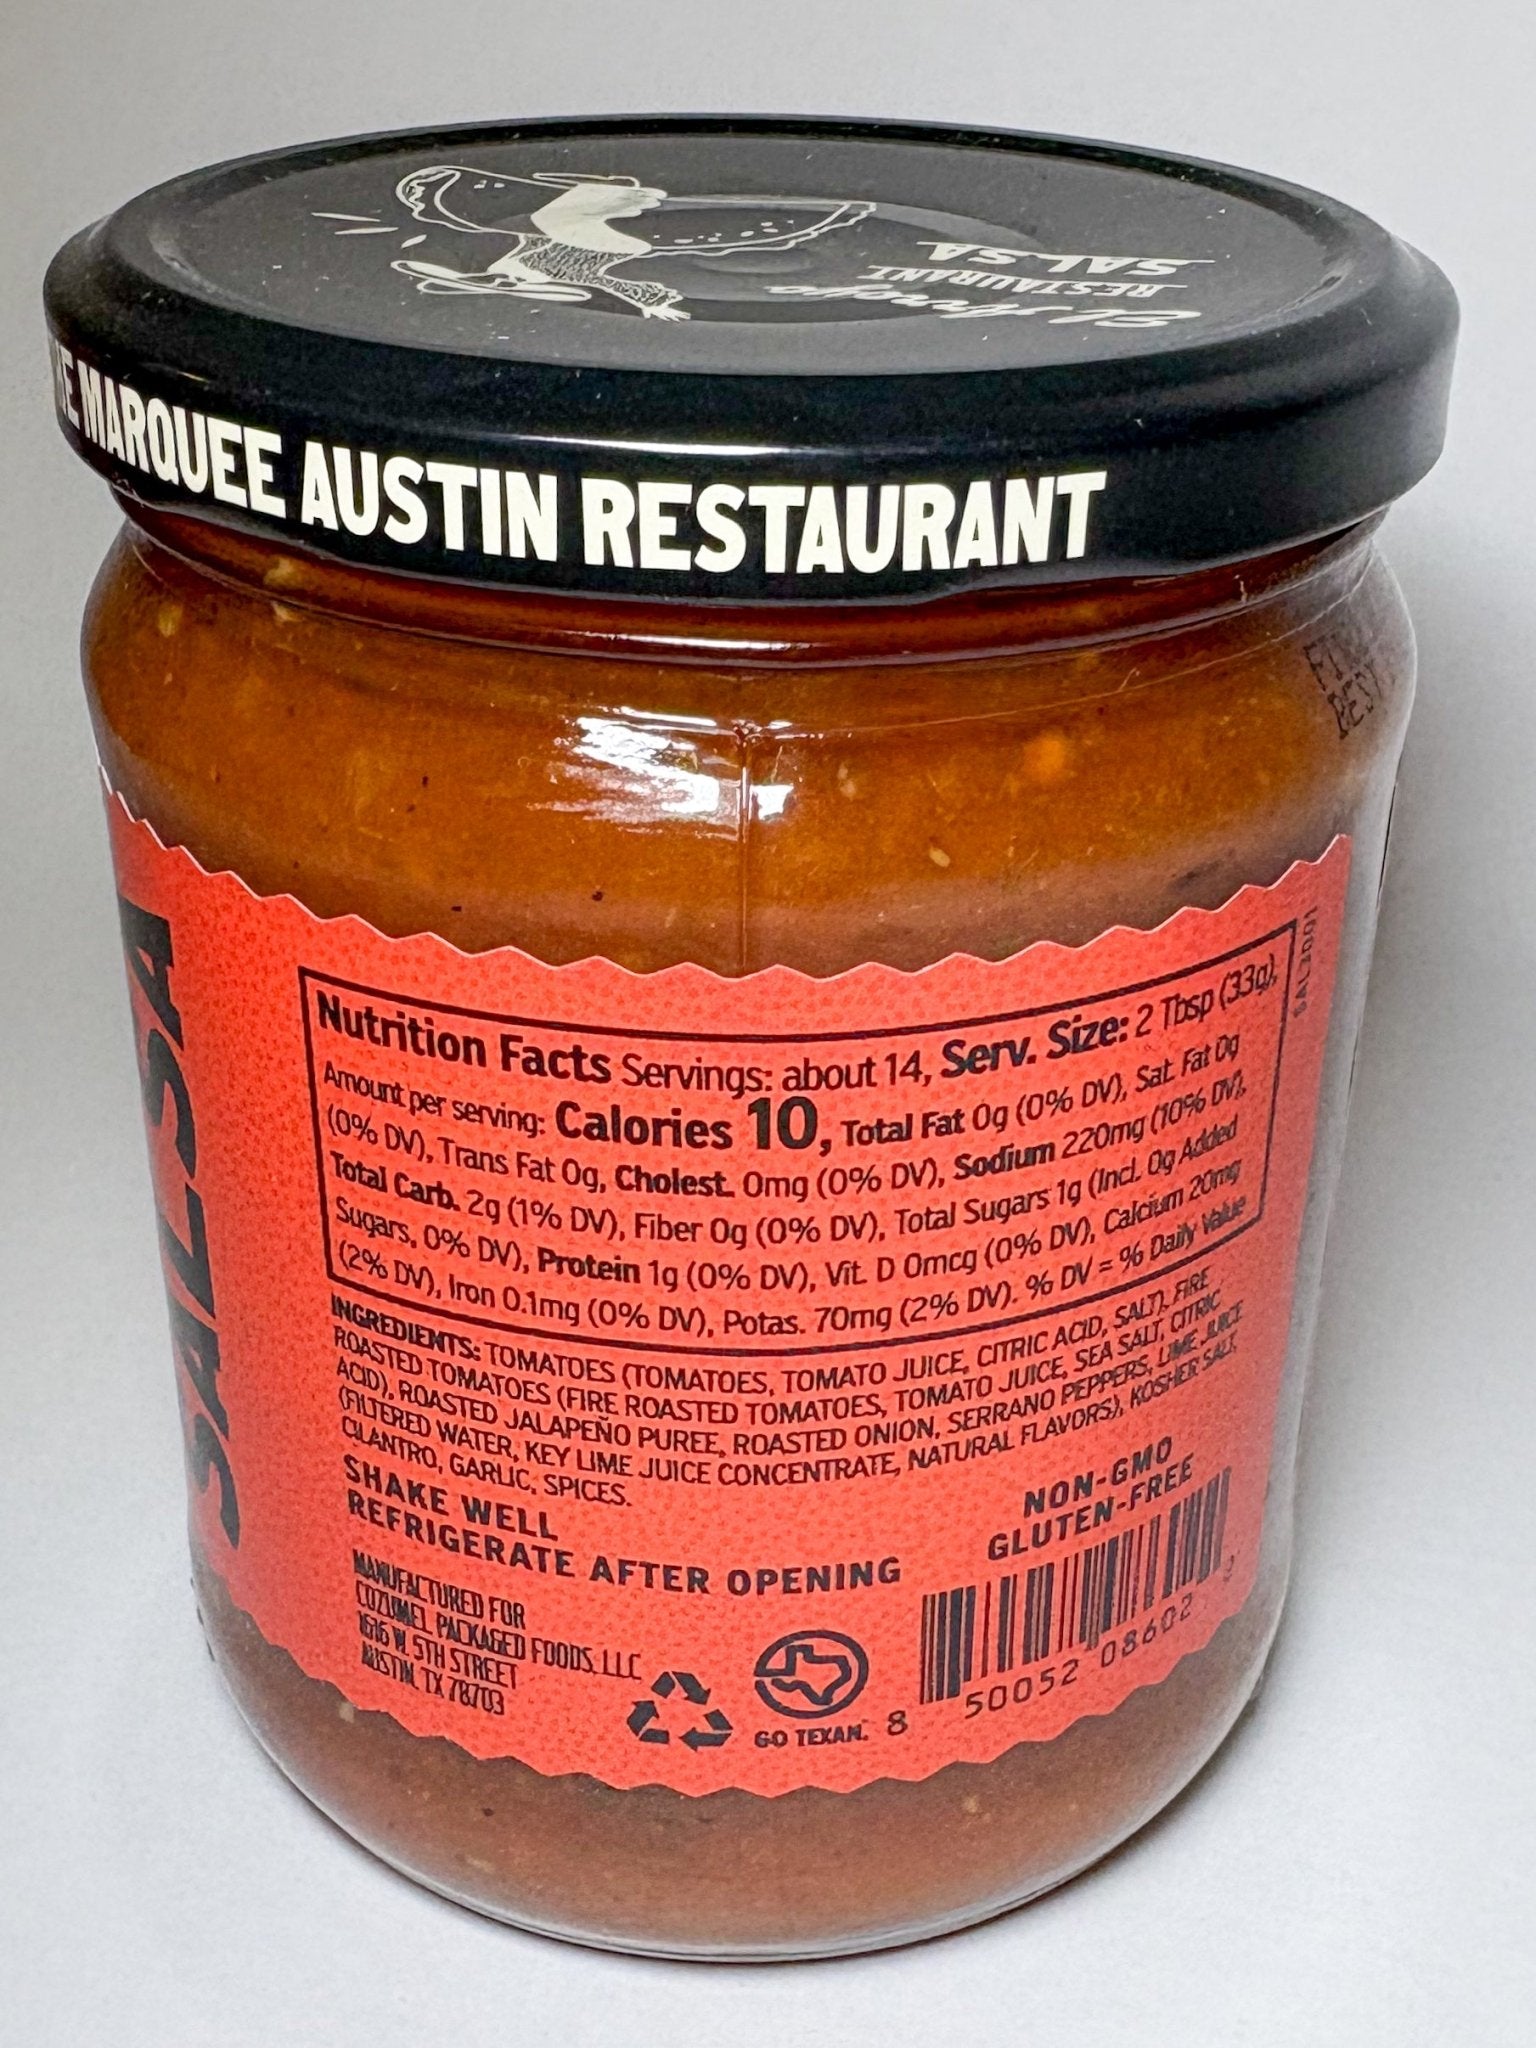 El Arroyo
RESTAURANT
SALSA
MARQUEE AUSTIN RESTAURANT
BEST
SALSA
SAL2001
Nutrition Facts Servings: about 14, Serv. Size: 2 Tbsp (33g),
Amount per serving: Calories 10, Total Fat 0g (0% DV), Sat. Fat 0g
(0% DV), Trans Fat 0g, Cholest. 0mg (0% DV), Sodium 220mg (10% DV),
Total Carb. 2g (1% DV), Fiber 0g (0% DV), Total Sugars 1g (Incl. 0g Added
Sugars, 0% DV), Protein 1g (0% DV), Vit. D 0mcg (0% DV), Calcium 20mg
(2% DV), Iron 0.1mg (0% DV), Potas. 70mg (2% DV). % DV = % Daily Value
INGREDIENTS: TOMATOES (TOMATOES, TOMATO JUICE, CITRIC ACID, SALT), FIRE
ROASTED TOMATOES (FIRE ROASTED TOMATOES, TOMATO JUICE, SEA SALT, CITRIC
ACID), ROASTED JALAPEÑO PUREE, ROASTED ONION, SERRANO PEPPERS, LIME JUICE
(FILTERED WATER, KEY LIME JUICE CONCENTRATE, NATURAL FLAVORS), KOSHER SALT,
CILANTRO, GARLIC, SPICES.
SHAKE WELL
REFRIGERATE AFTER OPENING
NON-GMO
GLUTEN-FREE
MANUFACTURED FOR
COZUMEL PACKAGED FOODS, LLC
1616 W. 5TH STREET
AUSTIN, TX 78703
GO TEXAN.
8 50052 08602 2